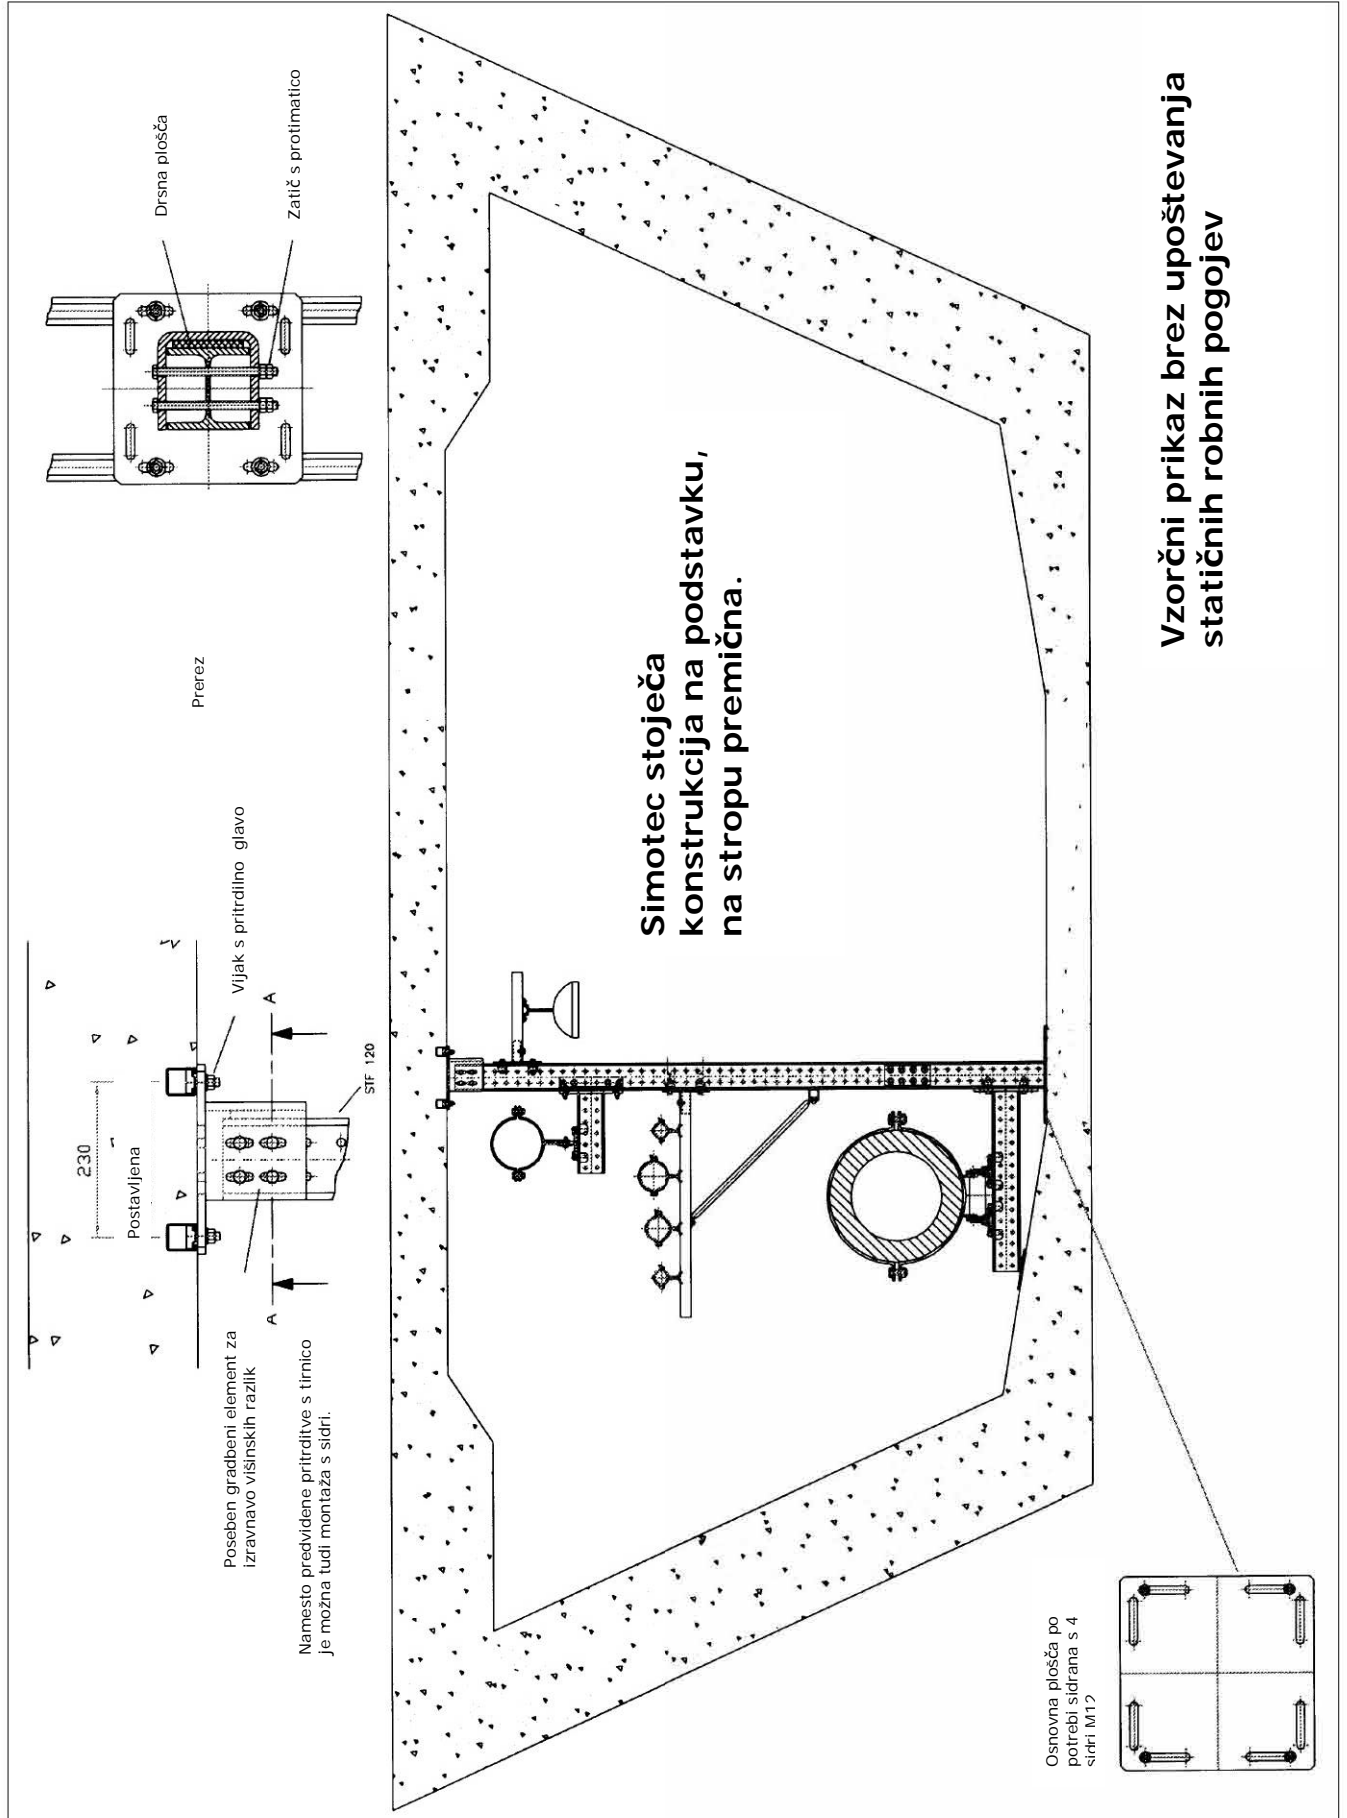 230
Postavljena
Vijak s pritrdilno glavo
A
A
STF 120
Poseben gradbeni element za
izravnavo višinskih razlik
Namesto predvidene pritrditve s tirnico
je možna tudi montaža s sidri.
Prerez
Drsna plošča
Zatič s protimatico
Simotec stoječa
konstrukcija na podstavku,
na stropu premična.
Osnovna plošča po
potrebi sidrana s 4
sidri M12
Vzorčni prikaz brez upoštevanja
statičnih robnih pogojev